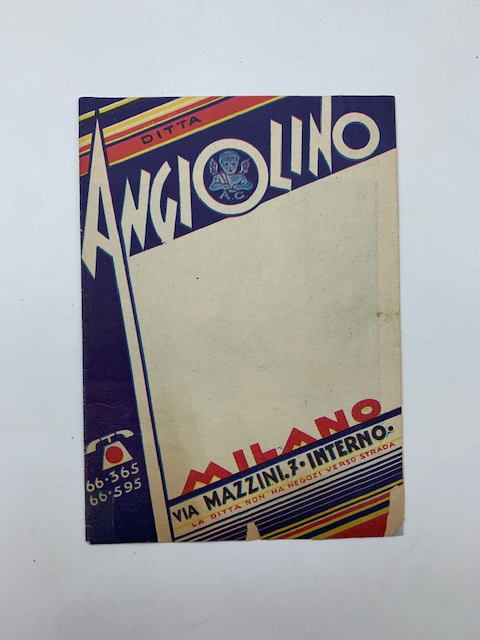 DITTA
ANGIOLINO
A.G.
MILANO
VIA MAZZINI.7•INTERNO•
LA DITTA NON HA NEGOZI VERSO STRADA
66•365
66•595